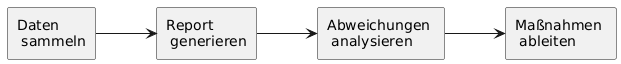 Daten
sammeln
Report
generieren
Abweichungen
analysieren
Maßnahmen
ableiten